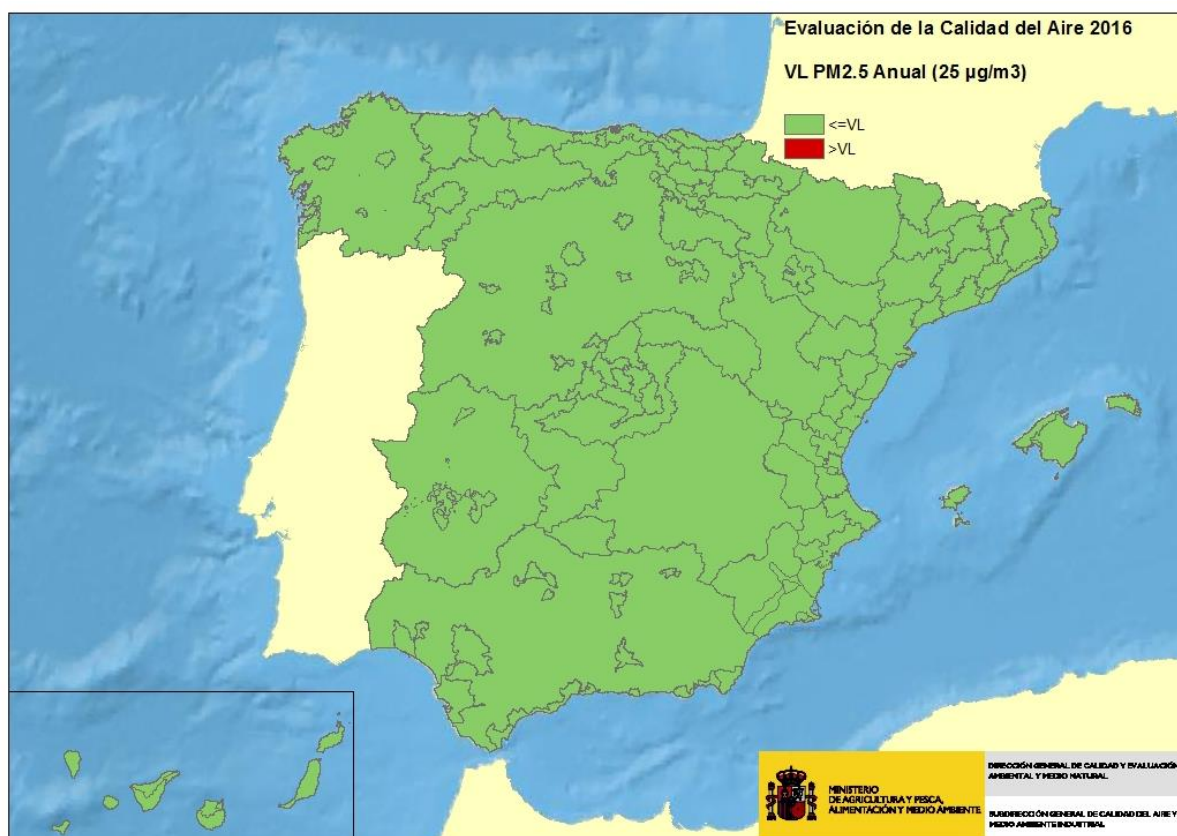 Evaluación de la Calidad del Aire 2016
VL PM2.5 Anual (25 µg/m3)
<=VL
>VL
MINISTERIO
DE AGRICULTURA Y PESCA,
ALIMENTACIÓN Y MEDIO AMBIENTE
DIRECCIÓN GENERAL DE CALIDAD Y EVALUACIÓN
AMBIENTAL Y MEDIO NATURAL
SUBDIRECCIÓN GENERAL DE CALIDAD DEL AIRE Y
MEDIO AMBIENTE INDUSTRIAL